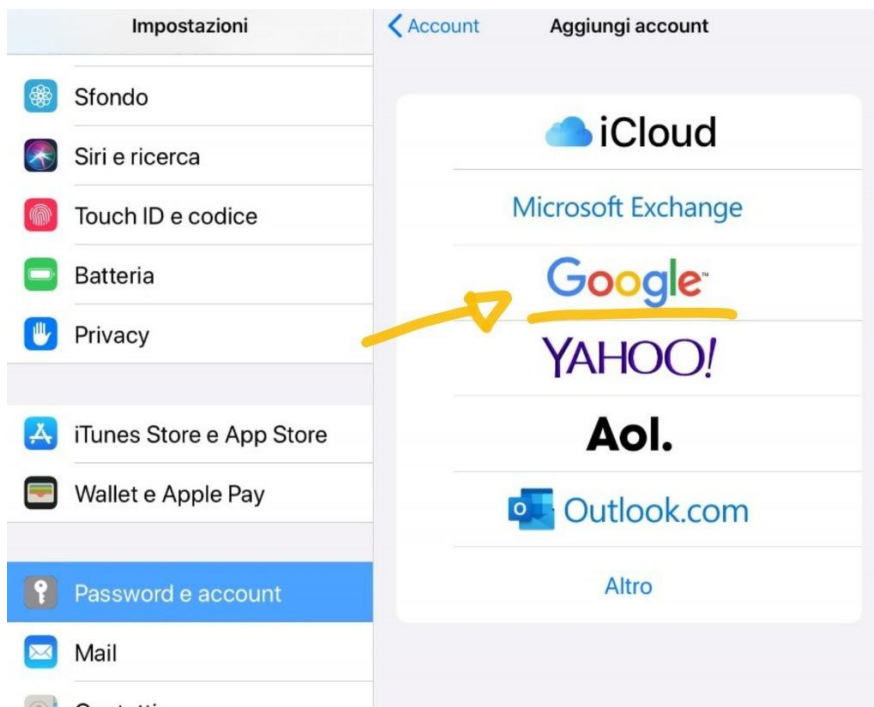 Impostazioni
Sfondo
Siri e ricerca
Touch ID e codice
Batteria
Privacy
iTunes Store e App Store
Wallet e Apple Pay
Password e account
Mail
Account
Aggiungi account
iCloud
Microsoft Exchange
Google™
YAHOO!
Aol.
Outlook.com
Altro